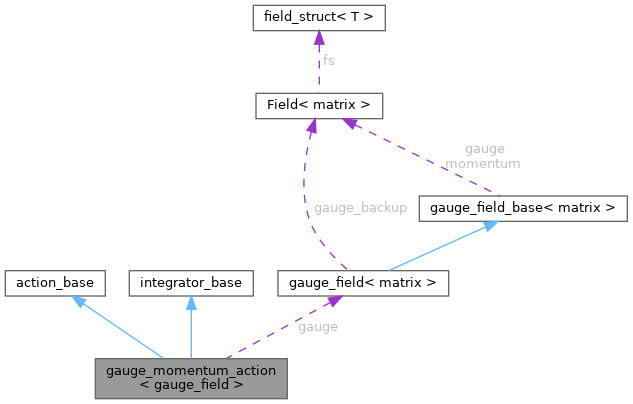 field_struct< T >
fs
Field< matrix >
gauge
momentum
gauge_backup
gauge_field_base< matrix >
action_base
integrator_base
gauge_field< matrix >
gauge
gauge_momentum_action
< gauge_field >